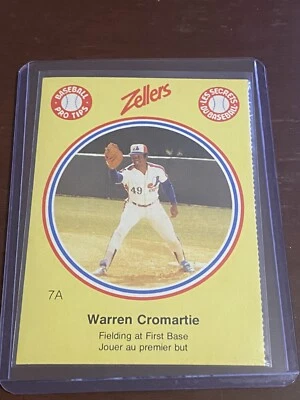 BASEBALL
PRO TIPS
Zellers
LES SECRETS
DU BASEBALL
49
7A
Warren Cromartie
Fielding at First Base
Jouer au premier but